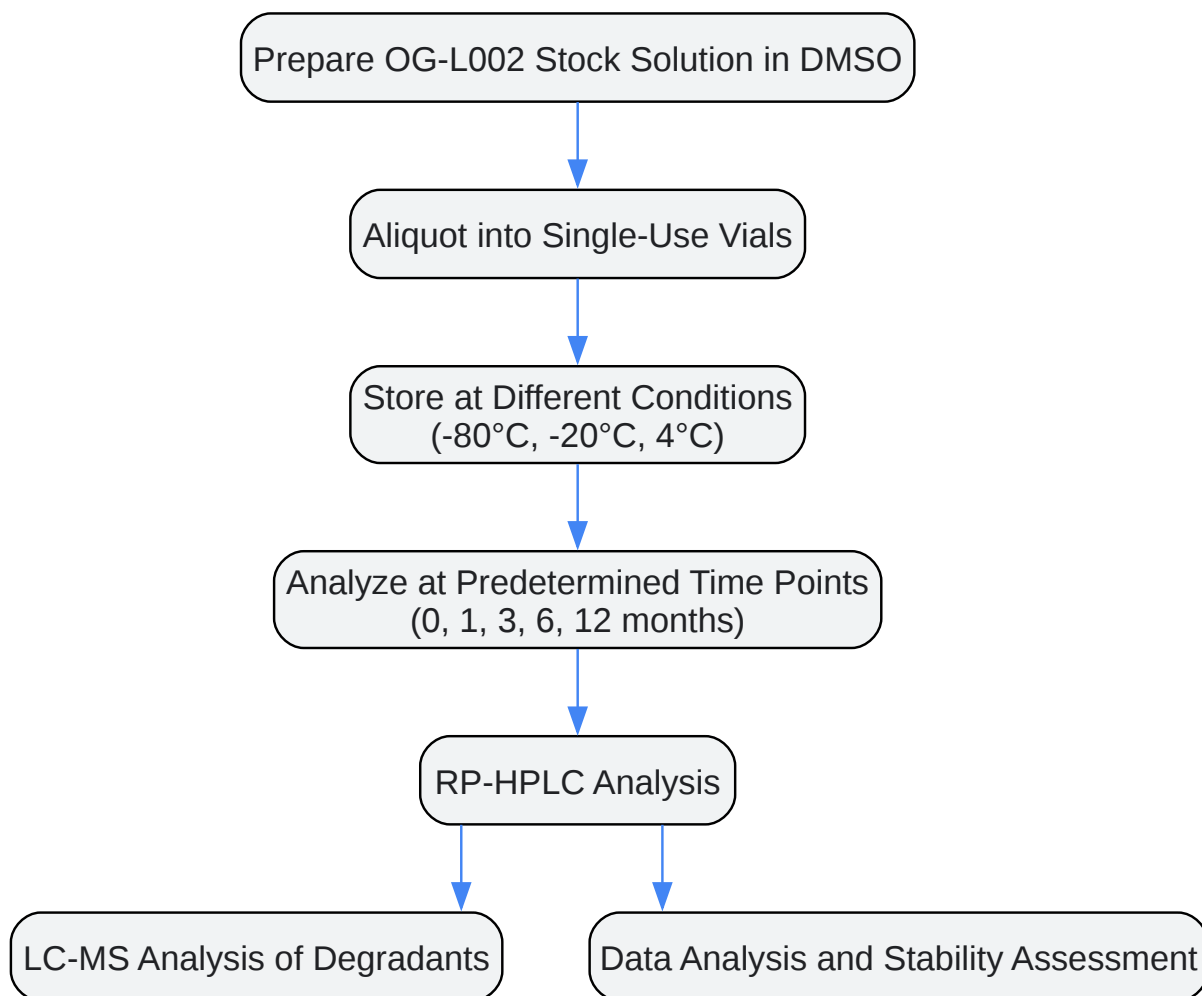 Prepare OG-L002 Stock Solution in DMSO
Aliquot into Single-Use Vials
Store at Different Conditions
(-80°C, -20°C, 4°C)
Analyze at Predetermined Time Points
(0, 1, 3, 6, 12 months)
RP-HPLC Analysis
LC-MS Analysis of Degradants
Data Analysis and Stability Assessment